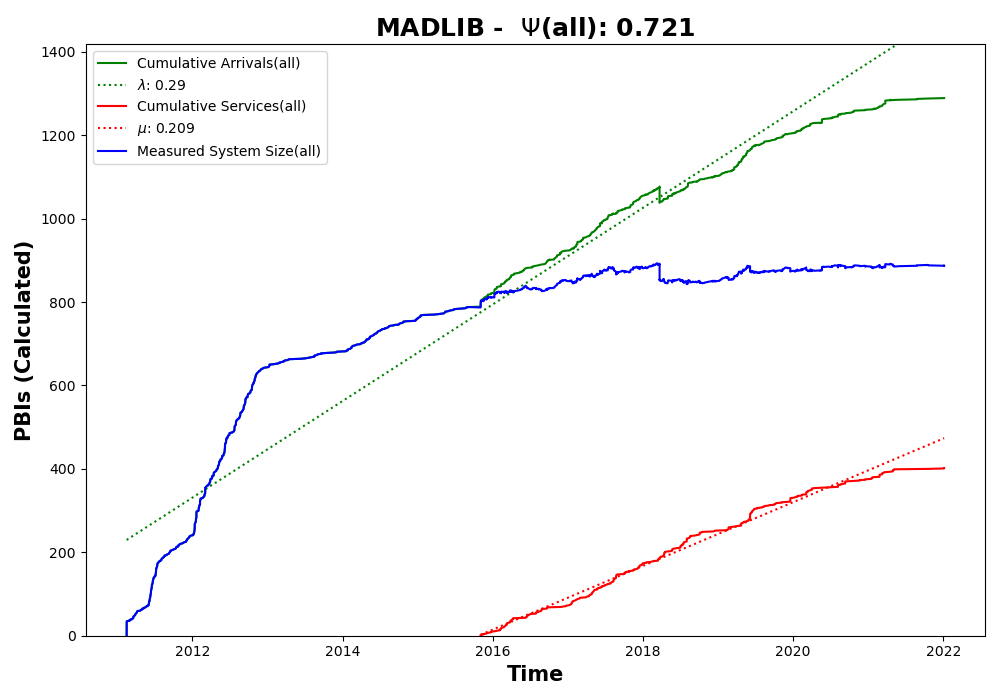 MADLIB -  Ψ(all): 0.721
Cumulative Arrivals(all)
λ: 0.29
Cumulative Services(all)
μ: 0.209
Measured System Size(all)
PBIs (Calculated)
1400
1200
1000
800
600
400
200
0
2012 2014 2016 2018 2020 2022
Time